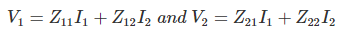 V₁ = Z₁₁I₁ + Z₁₂I₂ and V₂ = Z₂₁I₁ + Z₂₂I₂